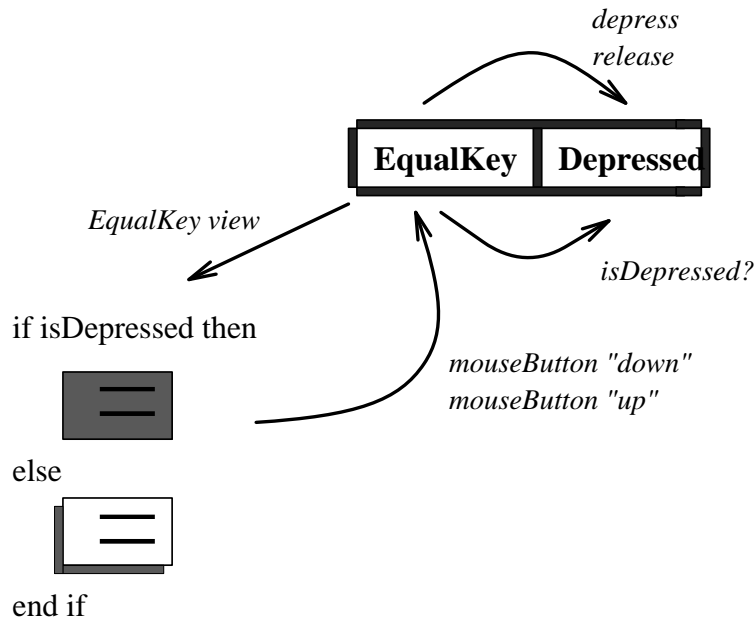 depress
release
EqualKey Depressed
EqualKey view
isDepressed?
if isDepressed then
mouseButton "down"
mouseButton "up"
else
end if